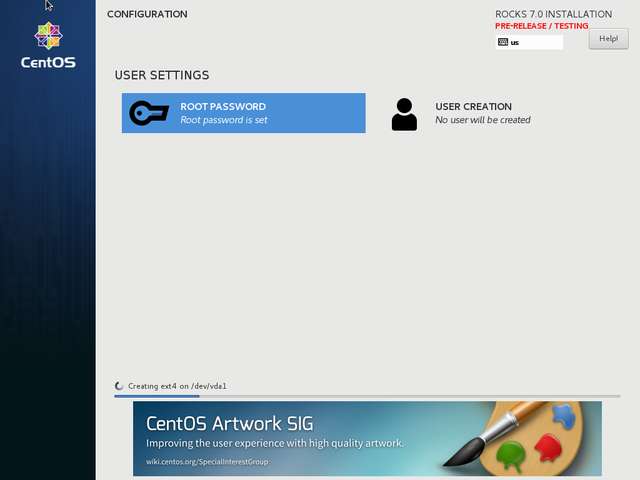 CentOS
CONFIGURATION
ROCKS 7.0 INSTALLATION
PRE-RELEASE / TESTING
us
Help!
USER SETTINGS
ROOT PASSWORD
Root password is set
USER CREATION
No user will be created
Creating ext4 on /dev/vda1
CentOS Artwork SIG
Improving the user experience with high quality artwork.
wiki.centos.org/SpecialInterestGroup